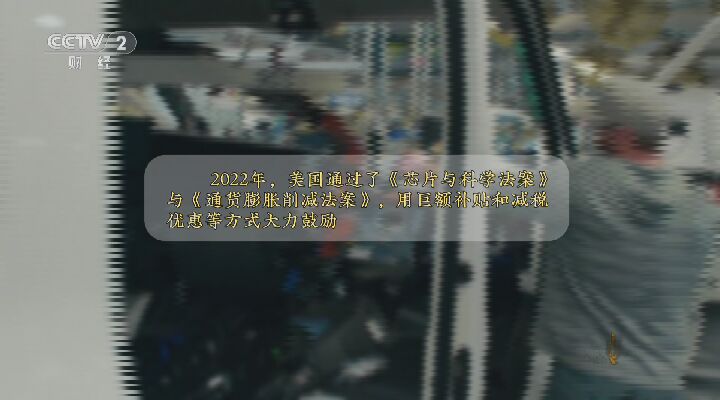 CCTV 2
财经
2022年，美国通过了《芯片与科学法案》
与《通货膨胀削减法案》，用巨额补贴和减税
优惠等方式大力鼓励